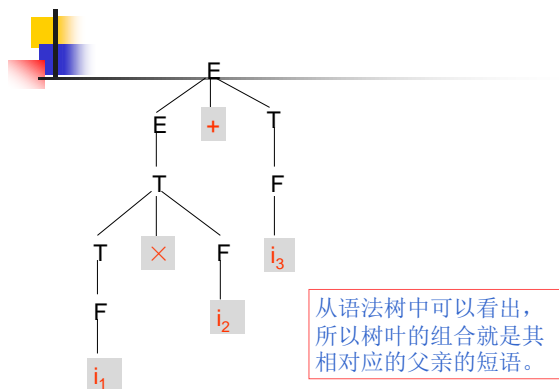 E
E + T
T F
T × F i₃
F i₂
i₁
从语法树中可以看出，
所以树叶的组合就是其
相对应的父亲的短语。